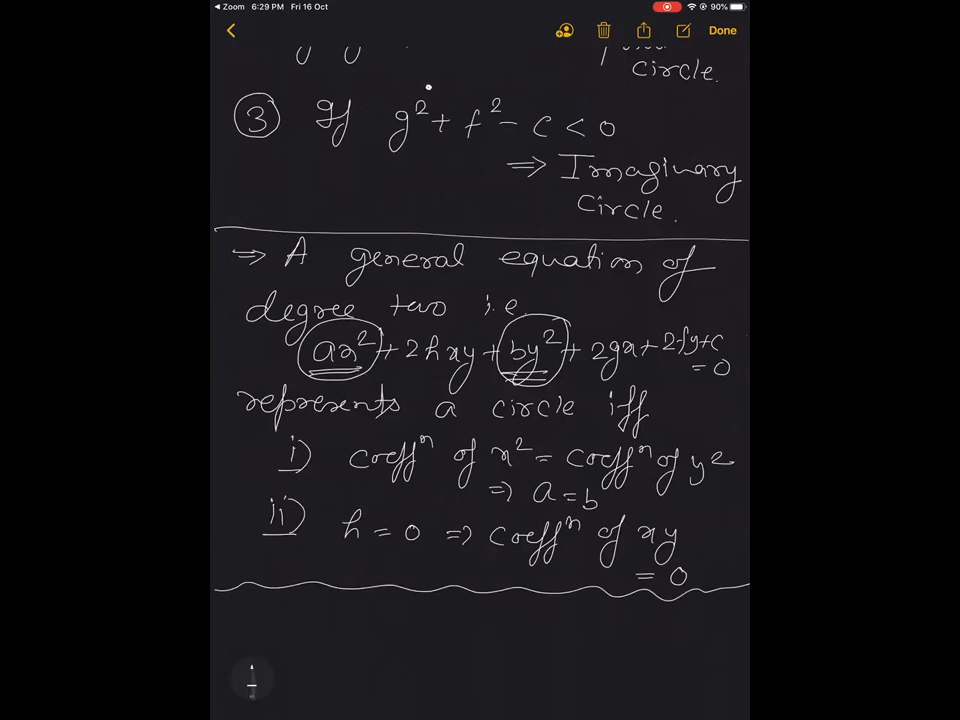 Zoom 6:29 PM Fri 16 Oct 90%
Done
circle.
③ If g² + f² - c < 0
⇒ Imaginary
circle.
⇒ A general equation of
degree two i.e.
ax² + 2hxy + by² + 2gx + 2fy + c
= 0
represents a circle iff
i) coeffⁿ of x² = coeffⁿ of y²
⇒ a = b
ii) h = 0 ⇒ coeffⁿ of xy
= 0